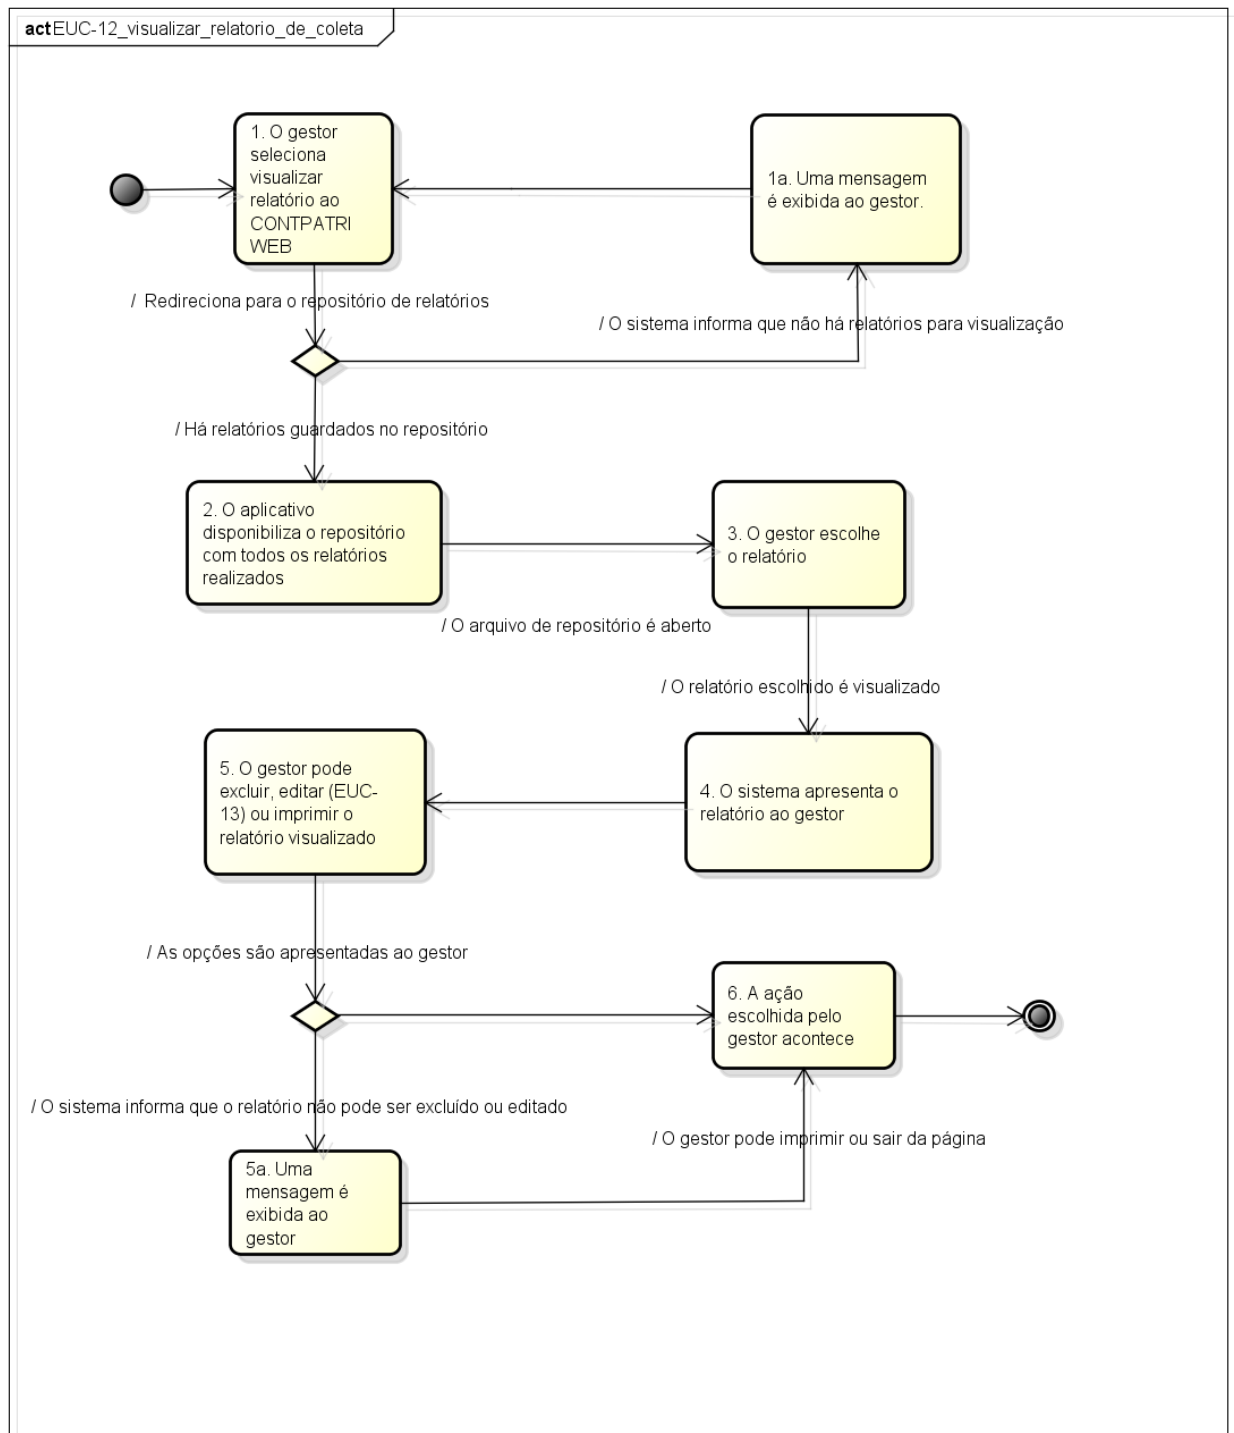 actEUC-12_visualizar_relatorio_de_coleta
1. O gestor
seleciona
visualizar
relatório ao
CONTPATRI
WEB
1a. Uma mensagem
é exibida ao gestor.
/ Redireciona para o repositório de relatórios
/ O sistema informa que não há relatórios para visualização
/ Há relatórios guardados no repositório
2. O aplicativo
disponibiliza o repositório
com todos os relatórios
realizados
3. O gestor escolhe
o relatório
/ O arquivo de repositório é aberto
/ O relatório escolhido é visualizado
5. O gestor pode
excluir, editar (EUC-
13) ou imprimir o
relatório visualizado
4. O sistema apresenta o
relatório ao gestor
/ As opções são apresentadas ao gestor
6. A ação
escolhida pelo
gestor acontece
/ O sistema informa que o relatório não pode ser excluído ou editado
/ O gestor pode imprimir ou sair da página
5a. Uma
mensagem é
exibida ao
gestor